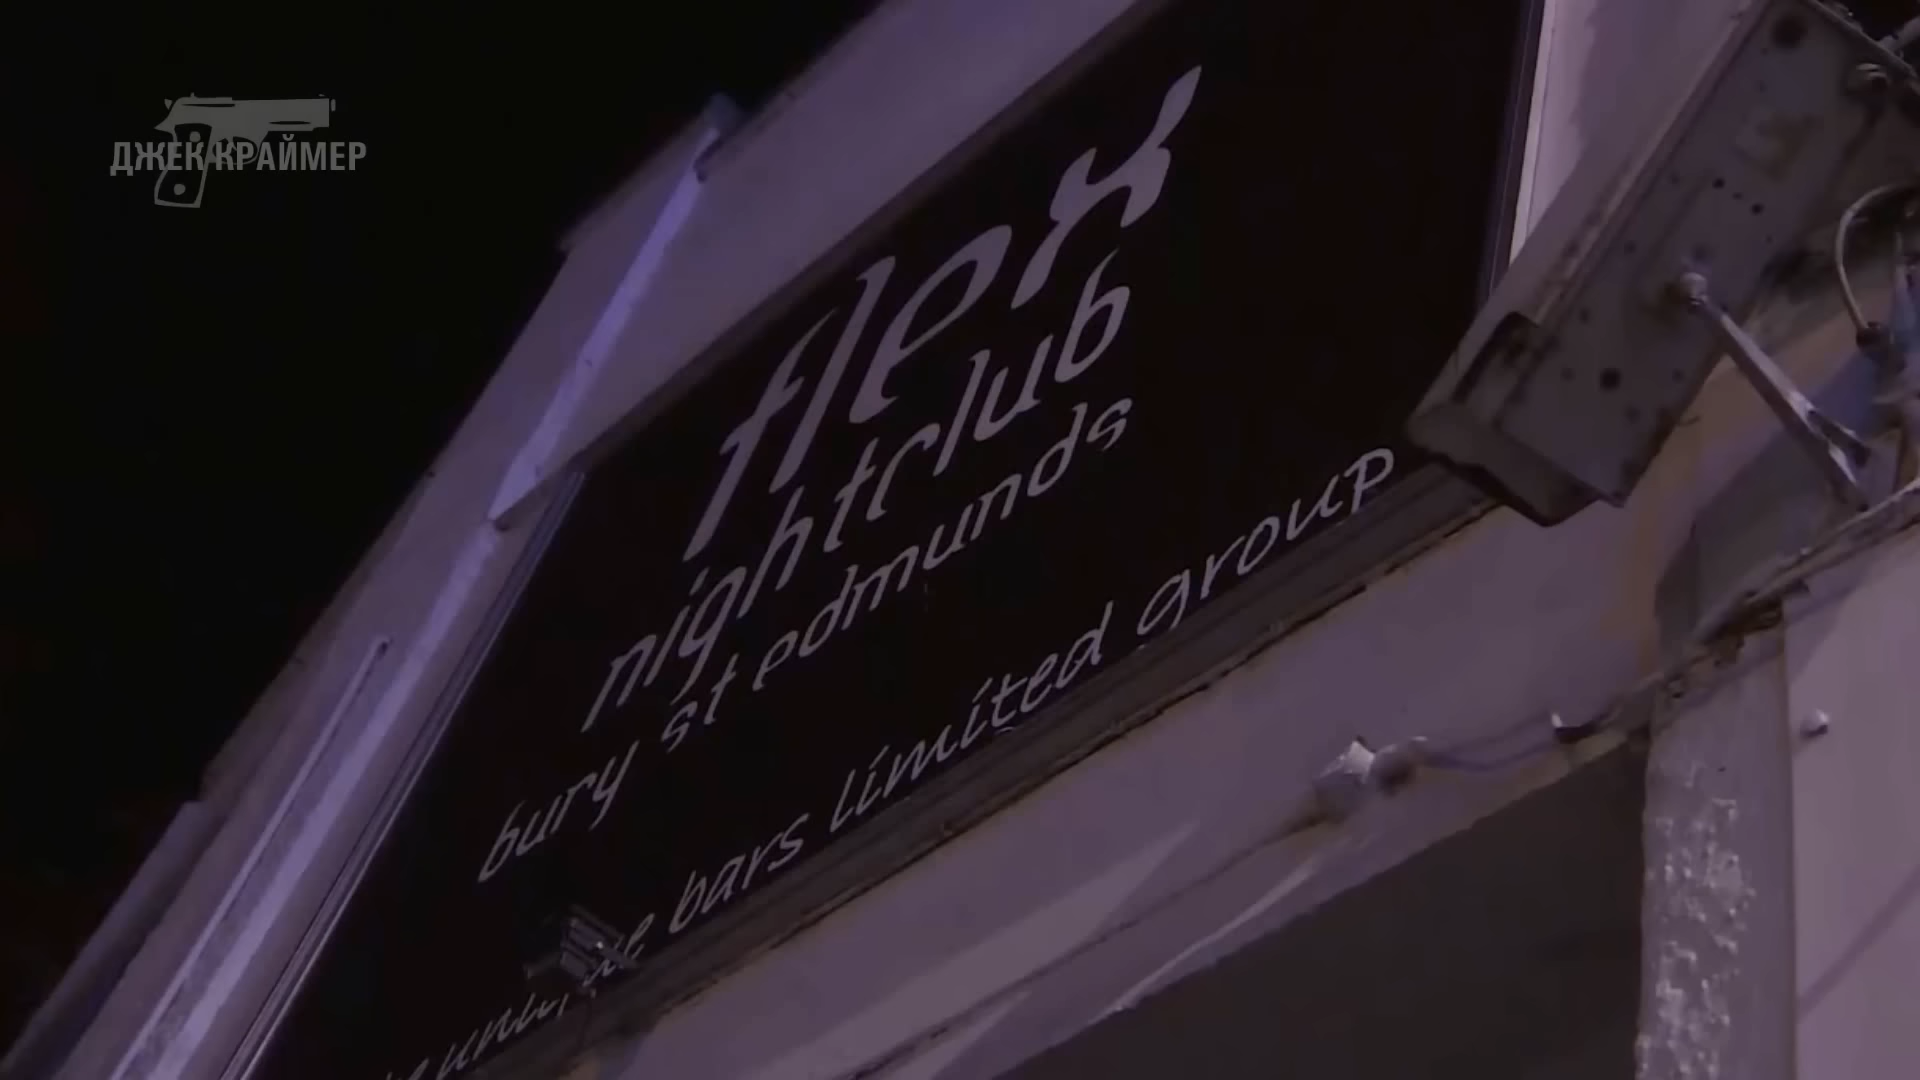 ДЖЕК КРАЙМЕР
flex
nightclub
bury st edmunds
bars limited group